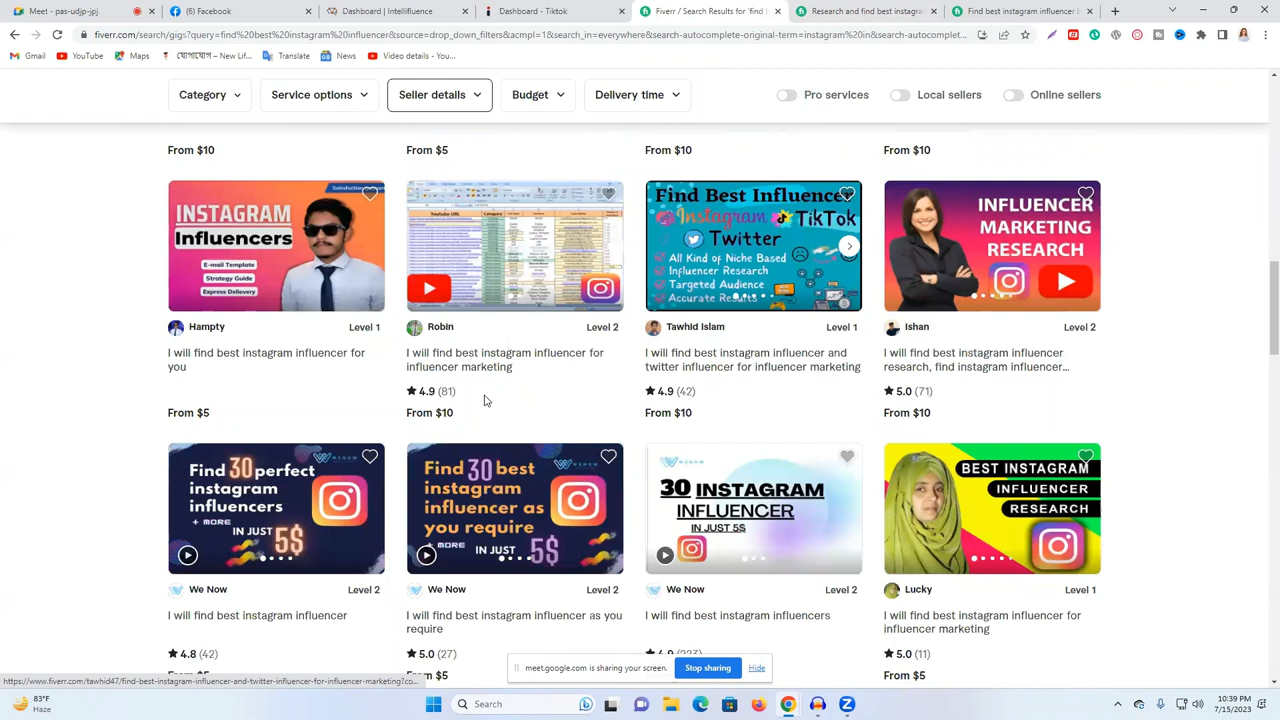 Meet - pas-udjp-ppj
(2) Facebook
Dashboard | Intellifluence
Dashboard - Tiktok
Fiverr / Search Results for 'find b
Research and find best instagram
Find best instagram influencer b
fiverr.com/search/gigs?query=find%20best%20instagram%20influencer&source=drop_down_filters&acmpl=1&search_in=everywhere&search-autocomplete-original-term=instagram%20in&search-autocomplet...
Gmail
YouTube
Maps
যোগাযোগ – New Lif...
Translate
News
Video details - You...
Category
Service options
Seller details
Budget
Delivery time
Pro services
Local sellers
Online sellers
From $10
From $5
From $10
From $10
Satisfaction
INSTAGRAM
Influencers
E-mail Template
Strategy Guide
Express Delivery
Youtube URL
Category
Find Best Influencer
Instagram TikTok
Twitter
All Kind of Niche Based
Influencer Research
Targeted Audience
Accurate Results
INFLUENCER
MARKETING
RESEARCH
Hampty
Level 1
Robin
Level 2
Tawhid Islam
Level 1
Ishan
Level 2
I will find best instagram influencer for
you
I will find best instagram influencer for
influencer marketing
I will find best instagram influencer and
twitter influencer for influencer marketing
I will find best instagram influencer
research, find instagram influencer...
4.9 (81)
4.9 (42)
5.0 (71)
From $5
From $10
From $10
From $10
WENOW
Find 30 perfect
instagram
influencers
+ MORE
IN JUST 5$
WENOW
Find 30 best
instagram
influencer as
you require
MORE
IN JUST 5$
WENOW
30 INSTAGRAM
INFLUENCER
IN JUST 5$
BEST INSTAGRAM
INFLUENCER
RESEARCH
We Now
Level 2
We Now
Level 2
We Now
Level 2
Lucky
Level 1
I will find best instagram influencer
I will find best instagram influencer as you
require
I will find best instagram influencers
I will find best instagram influencer for
influencer marketing
4.8 (42)
5.0 (27)
5.0 (11)
meet.google.com is sharing your screen.
Stop sharing
Hide
https://www.fiverr.com/tawhid47/find-best-instagram-influencer-and-twitter-influencer-for-influencer-marketing?co...
83°F
Haze
Search
10:39 PM
7/15/2023